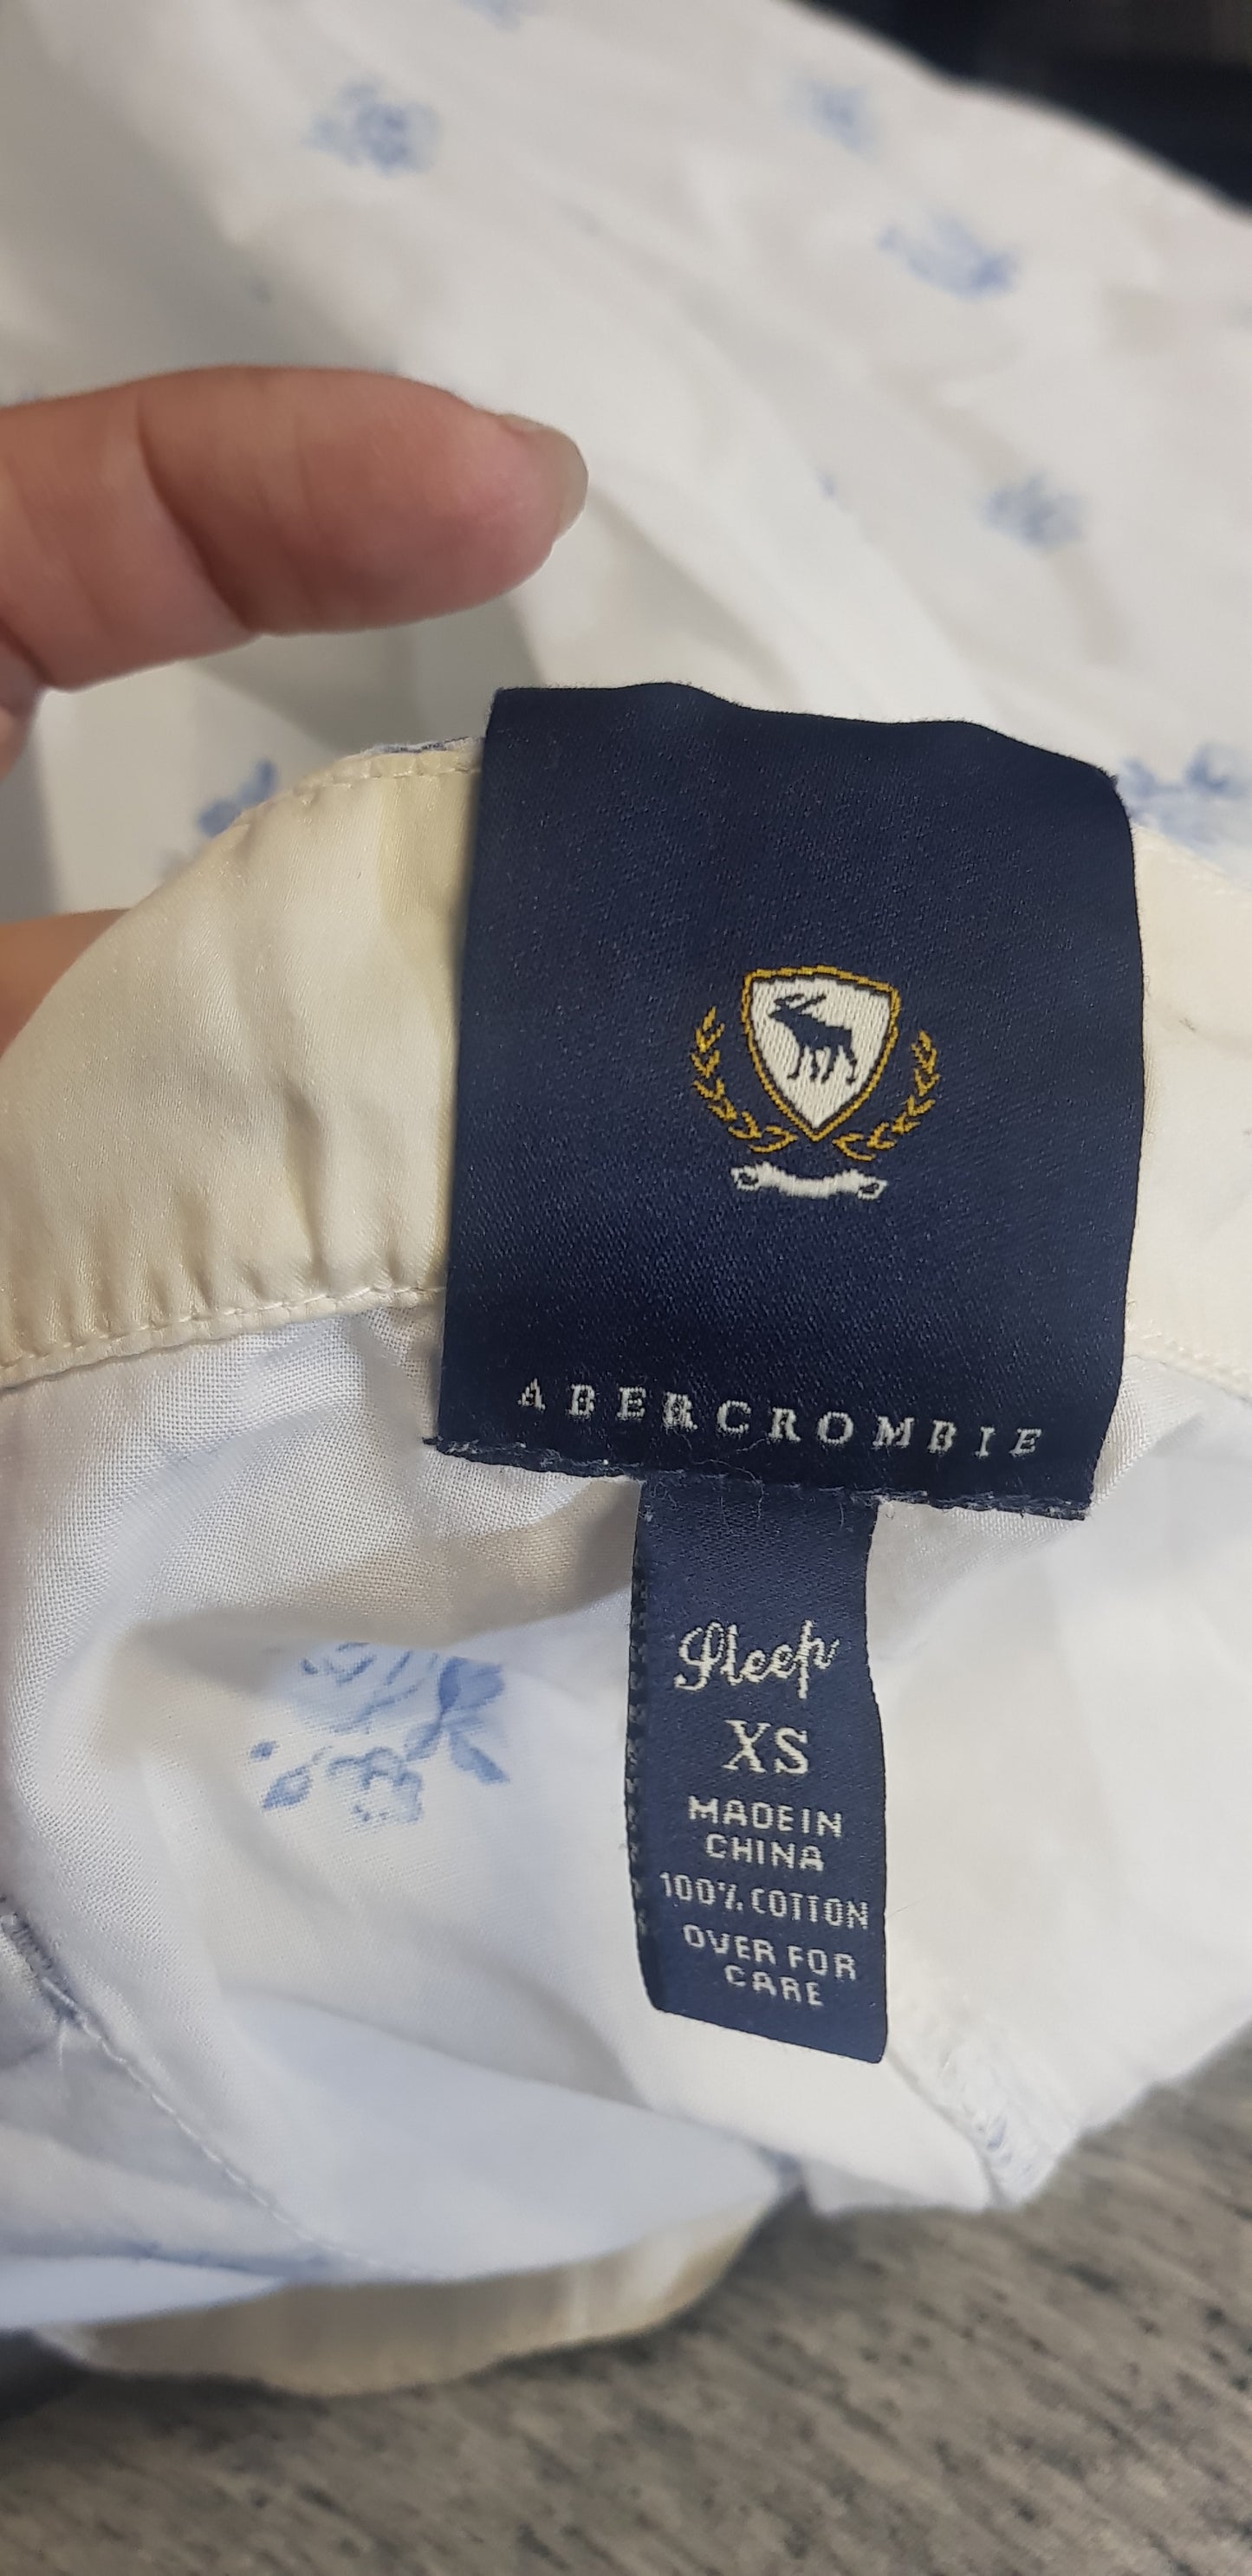 ABERCROMBIE
Sleep
XS
MADE IN
CHINA
100% COTTON
OVER FOR
CARE